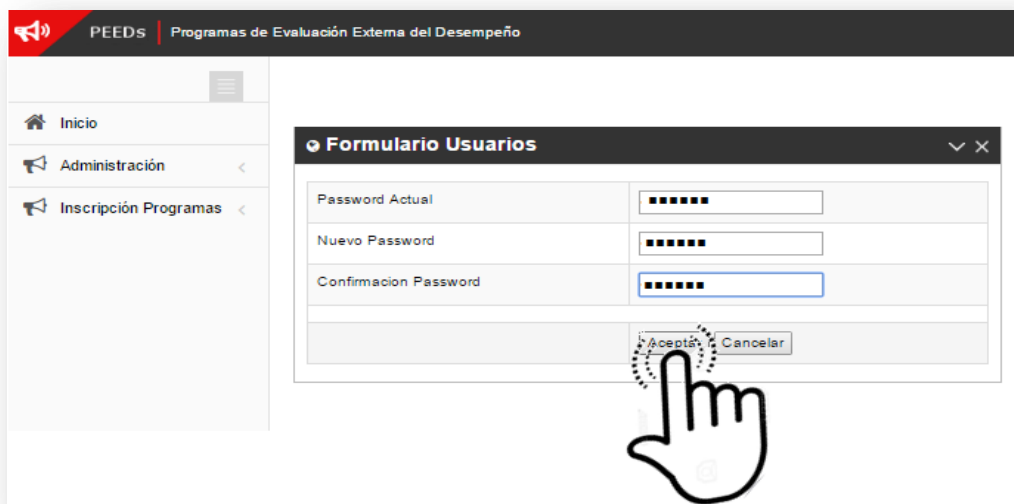 PEEDs Programas de Evaluación Externa del Desempeño
Inicio
Administración
Inscripción Programas
Formulario Usuarios
Password Actual
Nuevo Password
Confirmacion Password
Cancelar